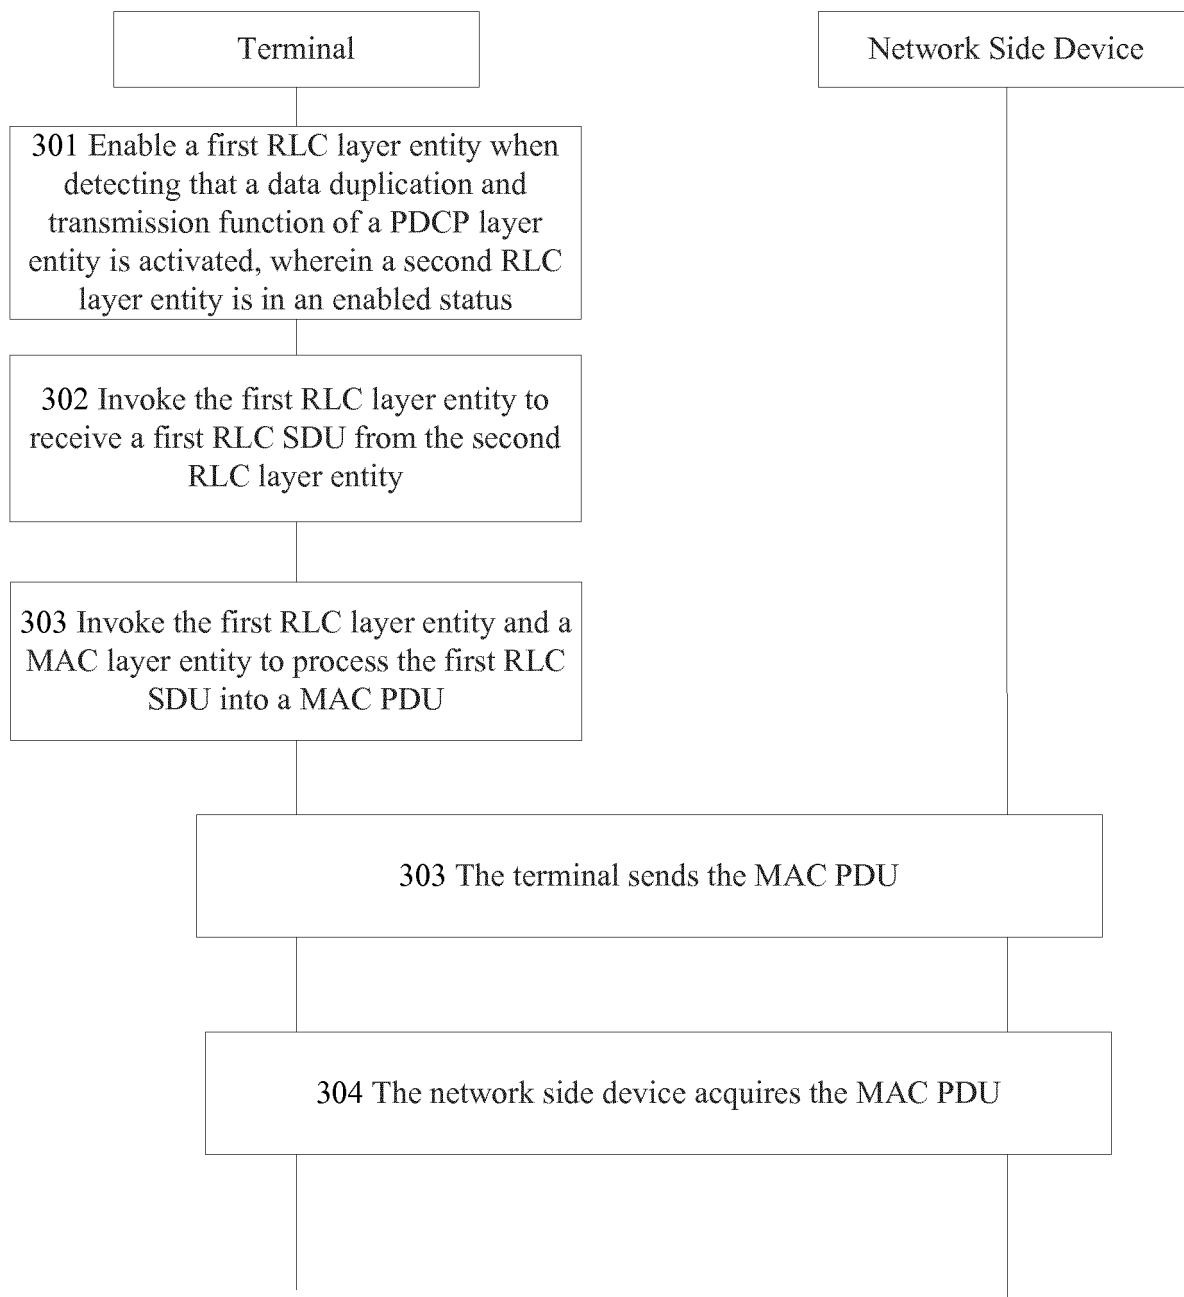 Terminal
Network Side Device
301 Enable a first RLC layer entity when
detecting that a data duplication and
transmission function of a PDCP layer
entity is activated, wherein a second RLC
layer entity is in an enabled status
302 Invoke the first RLC layer entity to
receive a first RLC SDU from the second
RLC layer entity
303 Invoke the first RLC layer entity and a
MAC layer entity to process the first RLC
SDU into a MAC PDU
303 The terminal sends the MAC PDU
304 The network side device acquires the MAC PDU